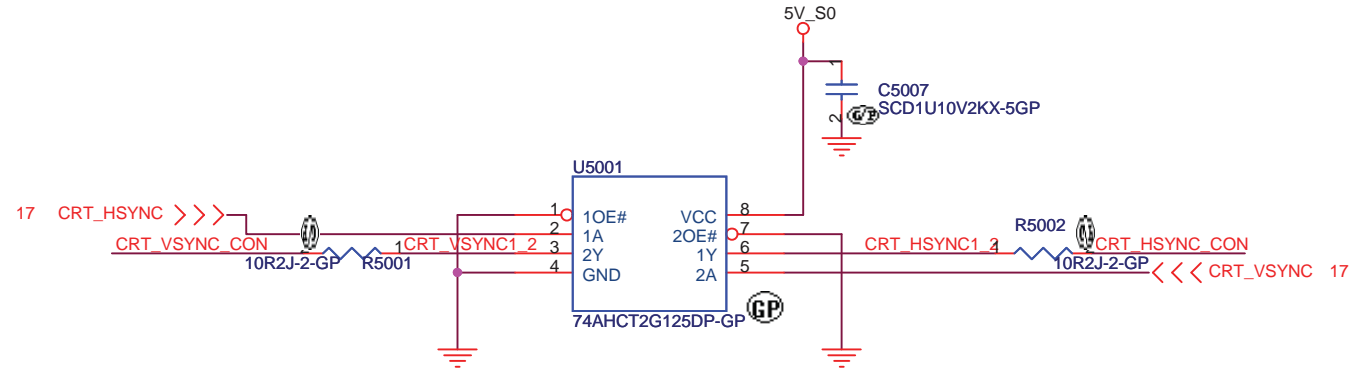 5V_S0
1
C5007
SCD1U10V2KX-5GP
2
G/P
U5001
17 CRT_HSYNC
1 1OE# VCC 8
2 1A 2OE# 7
CRT_VSYNC_CON 1 CRT_VSYNC1_2 3 2Y 1Y 6 CRT_HSYNC1_2 1 R5002 CRT_HSYNC_CON
10R2J-2-GP R5001 10R2J-2-GP
4 GND 2A 5 CRT_VSYNC 17
74AHCT2G125DP-GP
GP